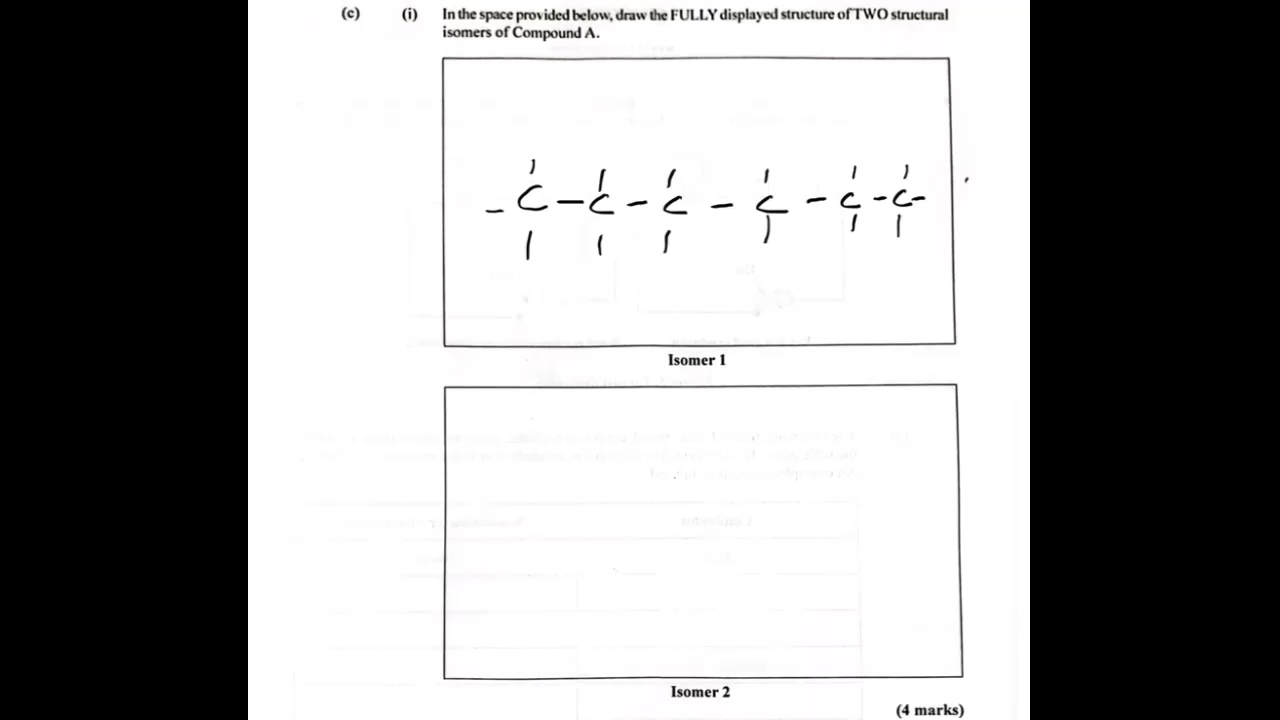 (c) (i) In the space provided below, draw the FULLY displayed structure of TWO structural
isomers of Compound A.
C – C – C – C – C – C
Isomer 1
Isomer 2
(4 marks)